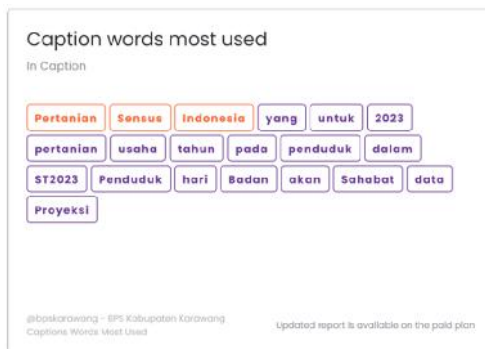 Caption words most used
In Caption
Pertanian Sensus Indonesia yang untuk 2023
pertanian usaha tahun pada penduduk dalam
ST2023 Penduduk hari Badan akan Sahabat data
Proyeksi
@bpskarawang - BPS Kabupaten Karawang
Captions Words Most Used
Updated report is available on the paid plan